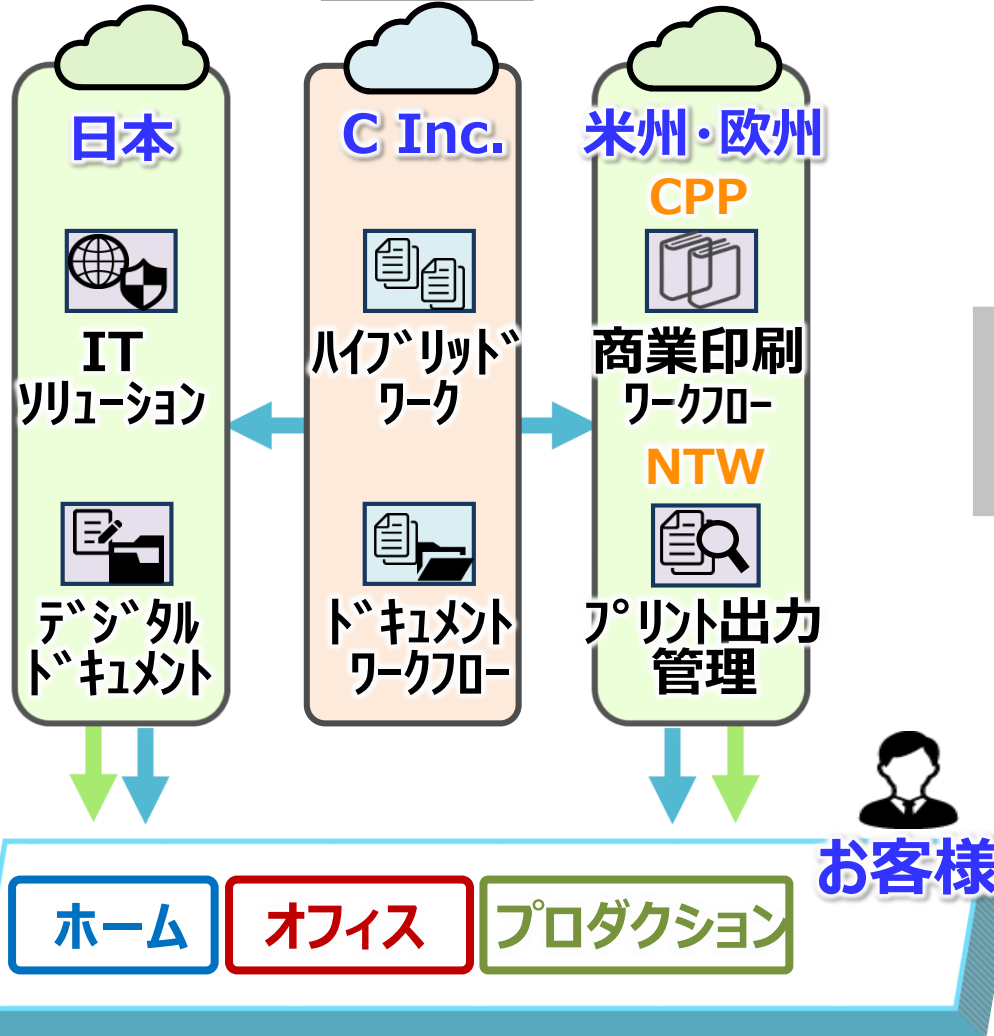 日本
IT
ソリューション
デジタル
ドキュメント
C Inc.
ハイブリッド
ワーク
ドキュメント
ワークフロー
米州・欧州
CPP
商業印刷
ワークフロー
NTW
プリント出力
管理
お客様
ホーム
オフィス
プロダクション